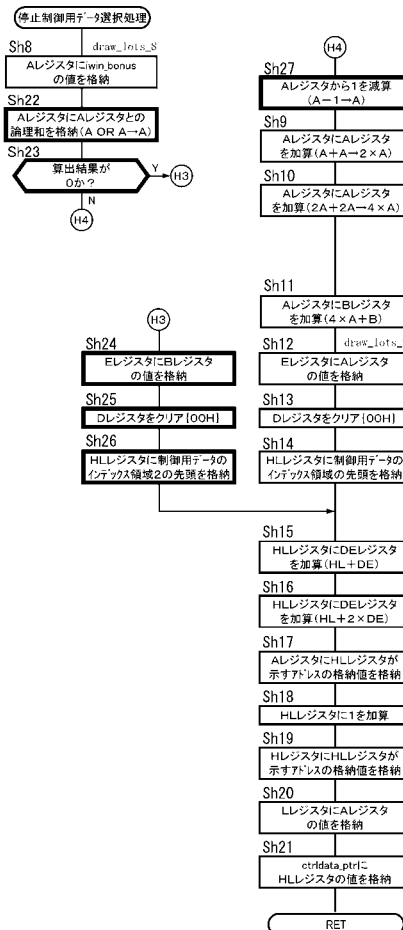 停止制御用データ選択処理
Sh8
draw_lots_8
Aレジスタにiwin_bonus
の値を格納
Sh22
AレジスタにAレジスタとの
論理和を格納(A OR A→A)
Sh23
算出結果が
0か?
Y
H3
N
H4
H3
Sh24
EレジスタにBレジスタ
の値を格納
Sh25
Dレジスタをクリア{00H}
Sh26
HLレジスタに制御用データの
インデックス領域2の先頭を格納
H4
Sh27
Aレジスタから1を減算
(A-1→A)
Sh9
AレジスタにAレジスタ
を加算(A+A→2×A)
Sh10
AレジスタにAレジスタ
を加算(2A+2A→4×A)
Sh11
AレジスタにBレジスタ
を加算(4×A+B)
Sh12
draw_lots_
EレジスタにAレジスタ
の値を格納
Sh13
Dレジスタをクリア{00H}
Sh14
HLレジスタに制御用データの
インデックス領域の先頭を格納
Sh15
HLレジスタにDEレジスタ
を加算(HL+DE)
Sh16
HLレジスタにDEレジスタ
を加算(HL+2×DE)
Sh17
AレジスタにHLレジスタが
示すアドレスの格納値を格納
Sh18
HLレジスタに1を加算
Sh19
HレジスタにHLレジスタが
示すアドレスの格納値を格納
Sh20
LレジスタにAレジスタ
の値を格納
Sh21
ctrldata_ptrに
HLレジスタの値を格納
RET